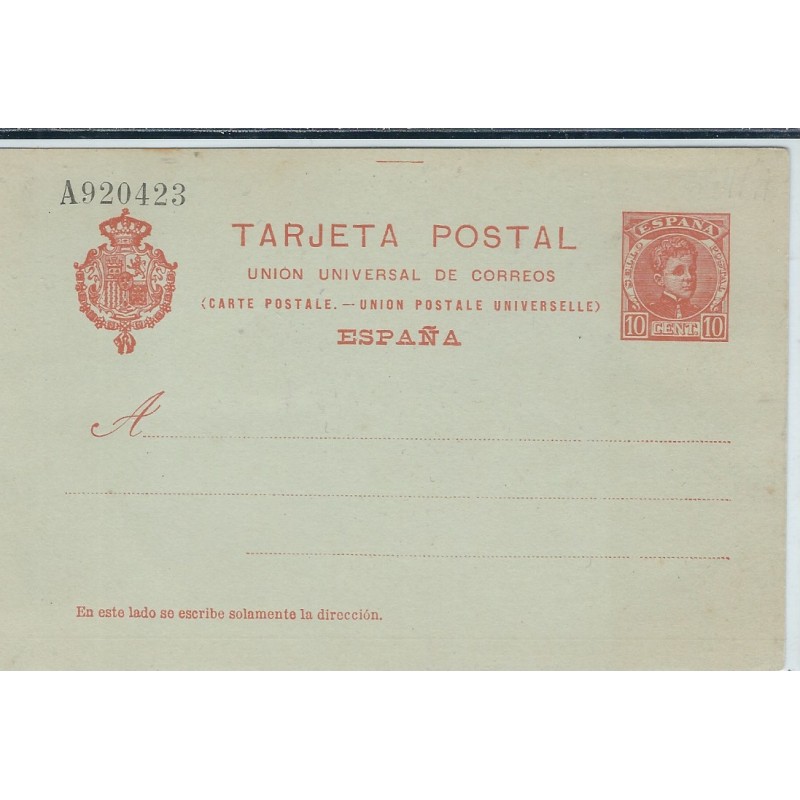 A920423
TARJETA POSTAL
UNIÓN UNIVERSAL DE CORREOS
(CARTE POSTALE.—UNION POSTALE UNIVERSELLE)
ESPAÑA
ESPAÑA
SELLO POSTAL
10 CENT. 10
A
En este lado se escribe solamente la dirección.